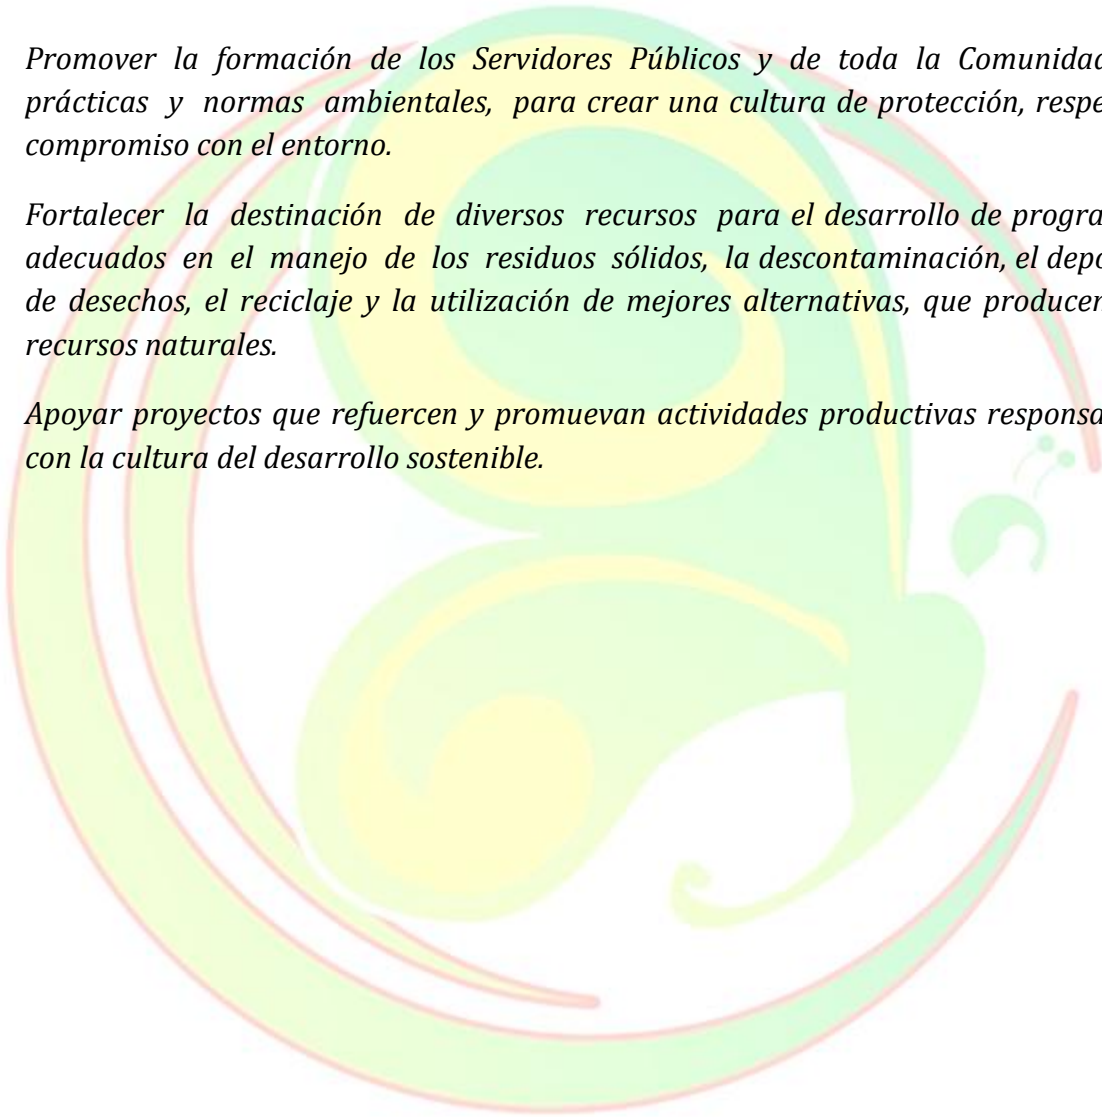 Promover la formación de los Servidores Públicos y de toda la Comunidad
prácticas y normas ambientales, para crear una cultura de protección, respe
compromiso con el entorno.
Fortalecer la destinación de diversos recursos para el desarrollo de progra
adecuados en el manejo de los residuos sólidos, la descontaminación, el depó
de desechos, el reciclaje y la utilización de mejores alternativas, que producen
recursos naturales.
Apoyar proyectos que refuercen y promuevan actividades productivas responsa
con la cultura del desarrollo sostenible.